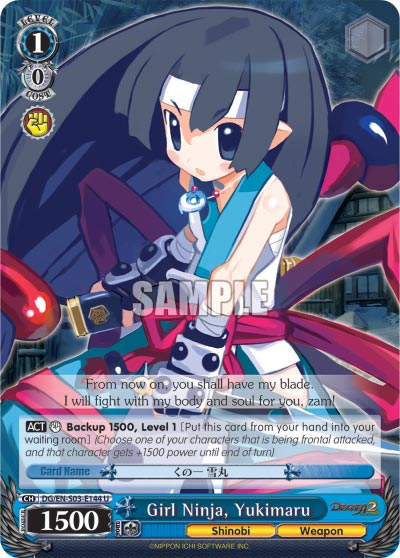 LEVEL
1
0
COST
SAMPLE
From now on, you shall have my blade.
I will fight with my body and soul for you, zam!
ACT Backup 1500, Level 1 [Put this card from your hand into your
waiting room] (Choose one of your characters that is being frontal attacked,
and that character gets +1500 power until end of turn)
Card Name くの一 雪丸
CH DG/EN-S03-E144 U
POWER 1500 SOUL Girl Ninja, Yukimaru DISGAEA 2
Shinobi Weapon
©NIPPON ICHI SOFTWARE INC.